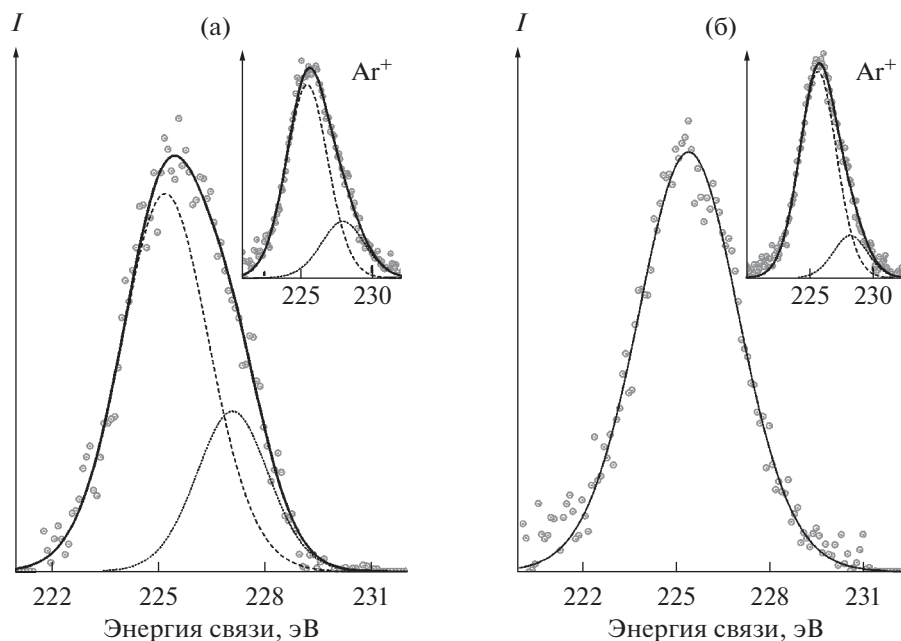 I
(а)
Ar+
225 230
222 225 228 231
Энергия связи, эВ
I
(б)
Ar+
225 230
222 225 228 231
Энергия связи, эВ